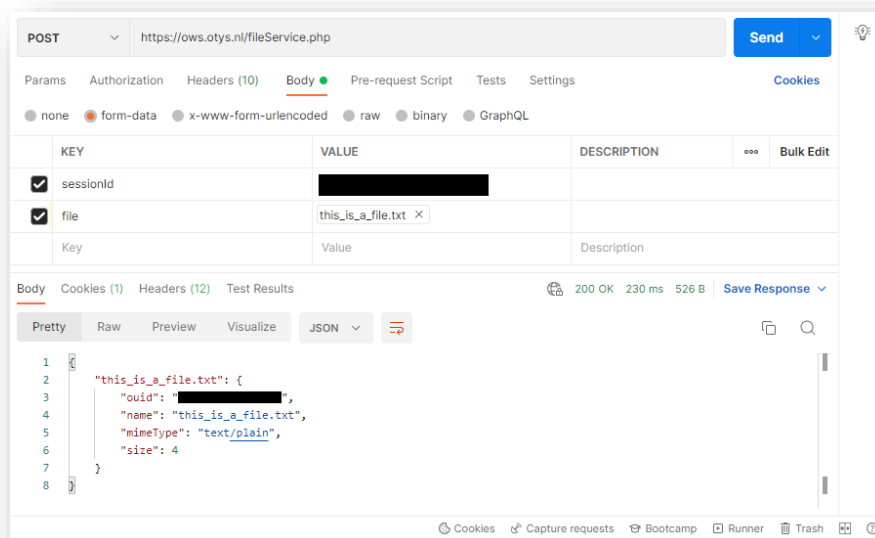 POST https://ows.otys.nl/fileService.php Send
Params Authorization Headers (10) Body Pre-request Script Tests Settings Cookies
none form-data x-www-form-urlencoded raw binary GraphQL
KEY VALUE DESCRIPTION ooo Bulk Edit
sessionId
file this_is_a_file.txt ×
Key Value Description
Body Cookies (1) Headers (12) Test Results 200 OK 230 ms 526 B Save Response
Pretty Raw Preview Visualize JSON
1 {
2 "this_is_a_file.txt": {
3 "ouid": "",
4 "name": "this_is_a_file.txt",
5 "mimeType": "text/plain",
6 "size": 4
7 }
8 }
Cookies Capture requests Bootcamp Runner Trash